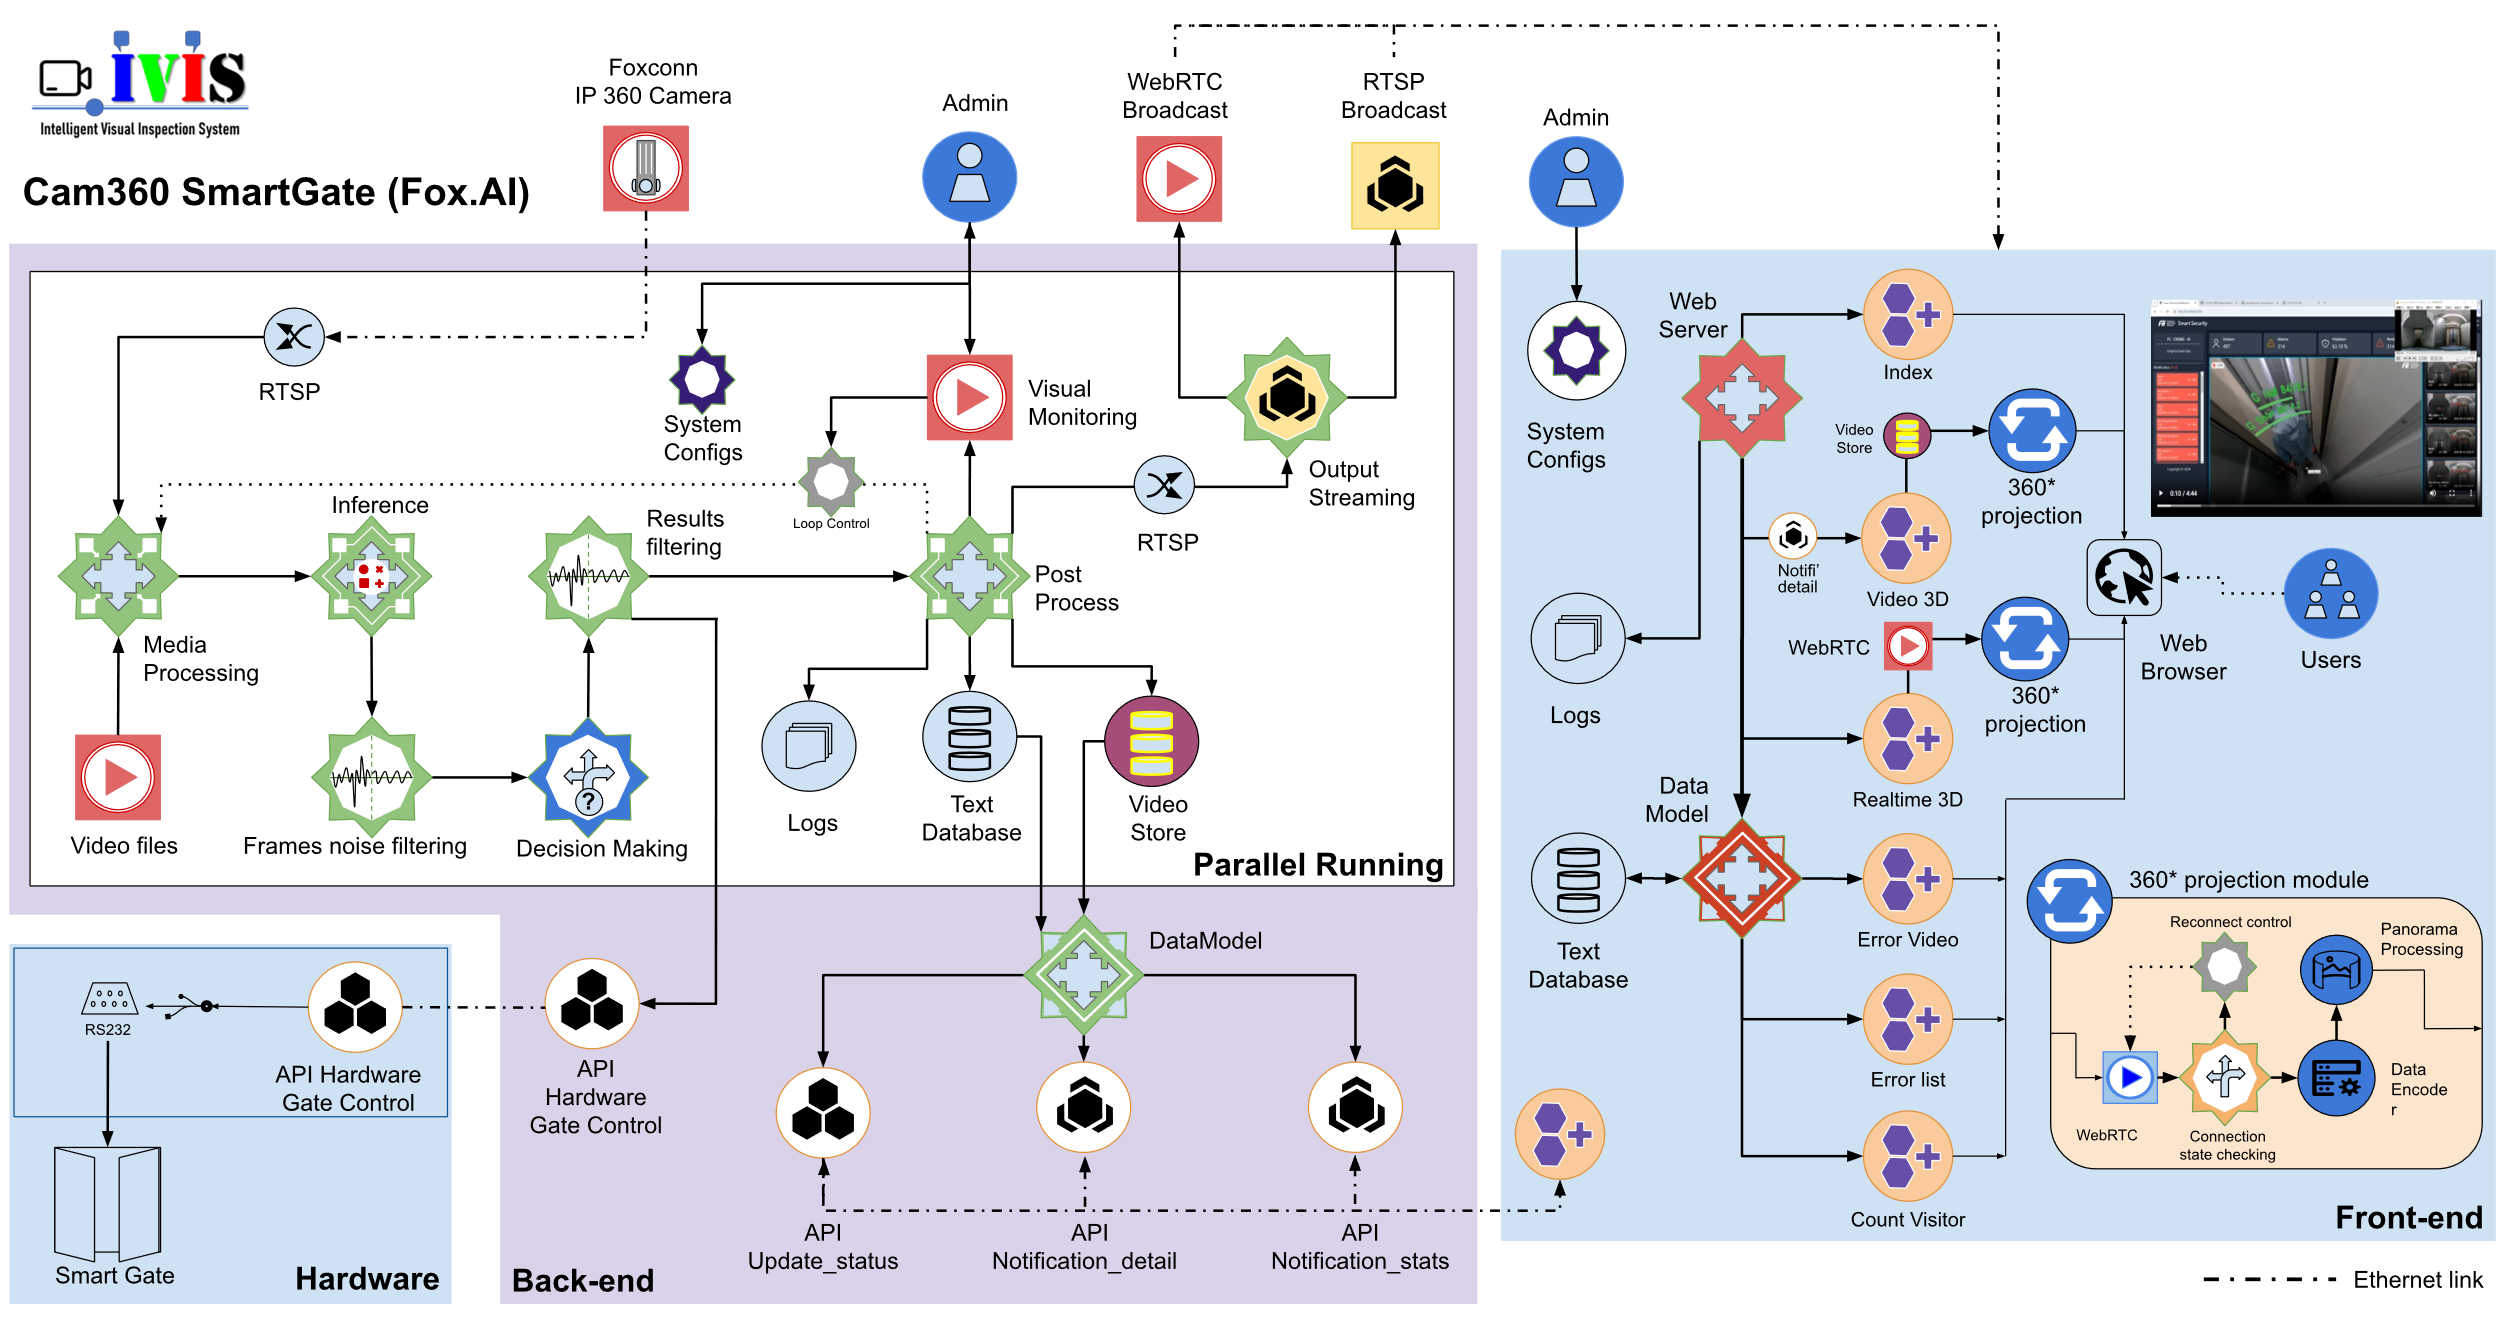 iVIS
Intelligent Visual Inspection System
Cam360 SmartGate (Fox.AI)
Foxconn
IP 360 Camera
Admin
WebRTC
Broadcast
RTSP
Broadcast
Admin
RTSP
System
Configs
Visual
Monitoring
Loop Control
Output
Streaming
RTSP
Inference
Results
filtering
Media
Processing
Post
Process
Video files
Frames noise filtering
Decision Making
?
Logs
Text
Database
Video
Store
Parallel Running
DataModel
RS232
API Hardware
Gate Control
Smart Gate
Hardware
API
Hardware
Gate Control
API
Update_status
API
Notification_detail
API
Notification_stats
Back-end
Web
Server
Index
System
Configs
Video
Store
360*
projection
Notifi'
detail
Video 3D
WebRTC
360*
projection
Web
Browser
Users
Logs
Realtime 3D
Data
Model
Text
Database
Error Video
Error list
Count Visitor
Smart Security
0:10 / 4:44
360* projection module
Reconnect control
Panorama
Processing
WebRTC
Connection
state checking
Data
Encode
r
Front-end
Ethernet link